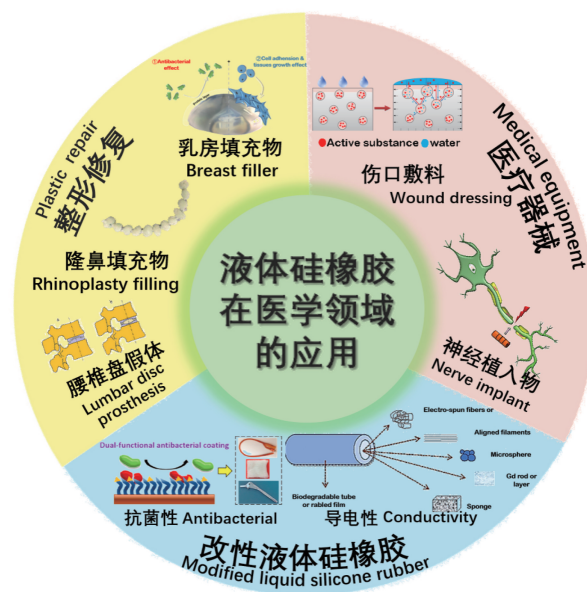 ①Antibacterial
effect
②Cell adhesion &
tissues growth effect
乳房填充物
Breast filler
Plastic repair
整形修复
隆鼻填充物
Rhinoplasty filling
腰椎盘假体
Lumbar disc
prosthesis
Active substance
water
伤口敷料
Wound dressing
Medical equipment
医疗器械
神经植入物
Nerve implant
液体硅橡胶
在医学领域
的应用
Dual-functional antibacterial coating
抗菌性 Antibacterial
Electro-spun fibers or
Aligned filaments
Microsphere
Gd rod or
layer
Sponge
Biodegradable tube
or rabled film
导电性 Conductivity
改性液体硅橡胶
Modified liquid silicone rubber